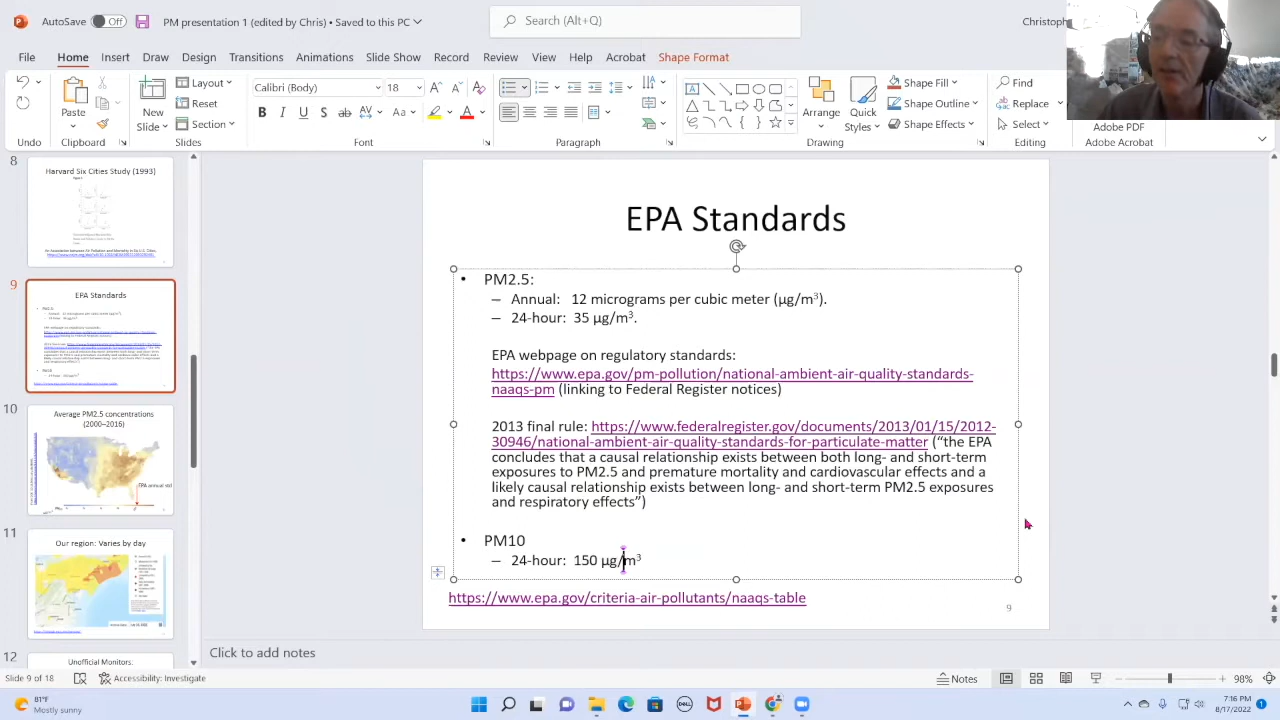 PM presentation 1 (edited by Chris) • Saved to this PC
AutoSave
Off
Search (Alt+Q)
Christoph
File
Home
Insert
Draw
Design
Transitions
Animations
Slide Show
Record
Review
View
Help
Acrobat
Shape Format
Paste
New
Slide
Layout
Reset
Section
Calibri (Body)
18
Arrange
Quick
Styles
Shape Fill
Shape Outline
Shape Effects
Find
Replace
Select
Adobe PDF
Undo
Clipboard
Slides
Font
Paragraph
Drawing
Editing
Adobe Acrobat
8
Harvard Six Cities Study (1993)
9
EPA Standards
10
Average PM2.5 concentrations
(2000–2016)
EPA annual std
11
Our region: Varies by day
12
Unofficial Monitors:
EPA Standards
• PM2.5:
– Annual: 12 micrograms per cubic meter (µg/m³).
– 24-hour: 35 µg/m³.
EPA webpage on regulatory standards:
https://www.epa.gov/pm-pollution/national-ambient-air-quality-standards-
naaqs-pm (linking to Federal Register notices)
2013 final rule: https://www.federalregister.gov/documents/2013/01/15/2012-
30946/national-ambient-air-quality-standards-for-particulate-matter (“the EPA
concludes that a causal relationship exists between both long- and short-term
exposures to PM2.5 and premature mortality and cardiovascular effects and a
likely causal relationship exists between long- and short-term PM2.5 exposures
and respiratory effects”)
• PM10
– 24-hour: 150 µg/m³
https://www.epa.gov/criteria-air-pollutants/naaqs-table
9
Click to add notes
Slide 9 of 18
Accessibility: Investigate
Notes
98%
81°F
Mostly sunny
7:16 PM
8/17/2022